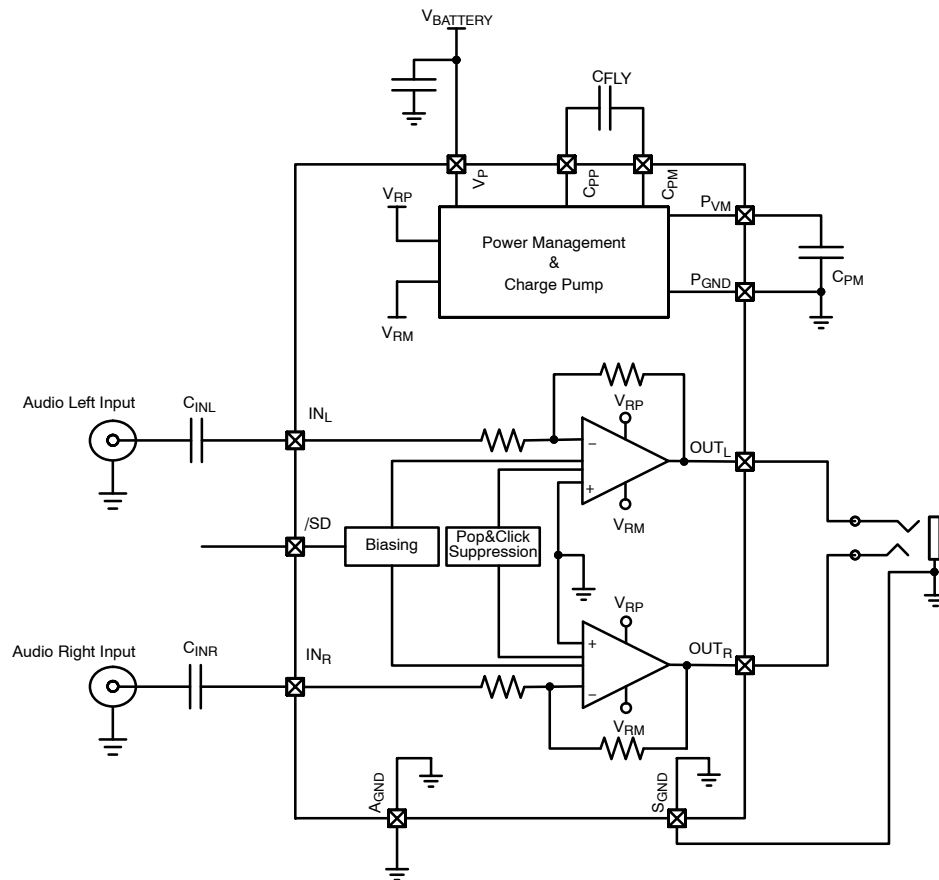 VBATTERY
CFLY
VP
CPP
CPM
VRP
PVM
Power Management
&
Charge Pump
CPM
PGND
VRM
Audio Left Input
CINL
INL
VRP
−
OUTL
+
VRM
/SD
Biasing
Pop&Click
Suppression
VRP
Audio Right Input
CINR
INR
+
OUTR
−
VRM
AGND
SGND